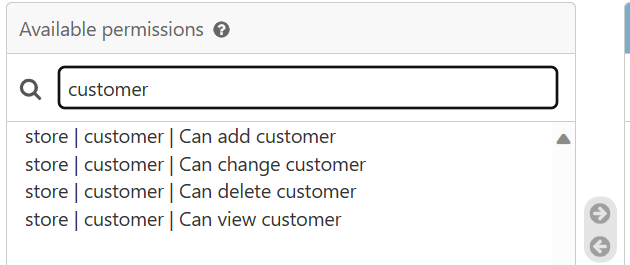 Available permissions ?
customer
store | customer | Can add customer
store | customer | Can change customer
store | customer | Can delete customer
store | customer | Can view customer